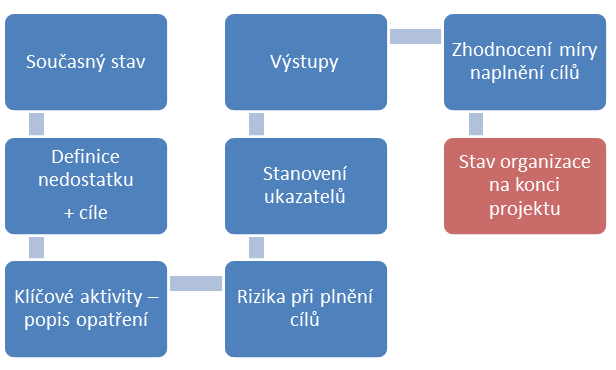 Současný stav
Definice
nedostatku
+ cíle
Klíčové aktivity –
popis opatření
Rizika při plnění
cílů
Stanovení
ukazatelů
Výstupy
Zhodnocení míry
naplnění cílů
Stav organizace
na konci
projektu